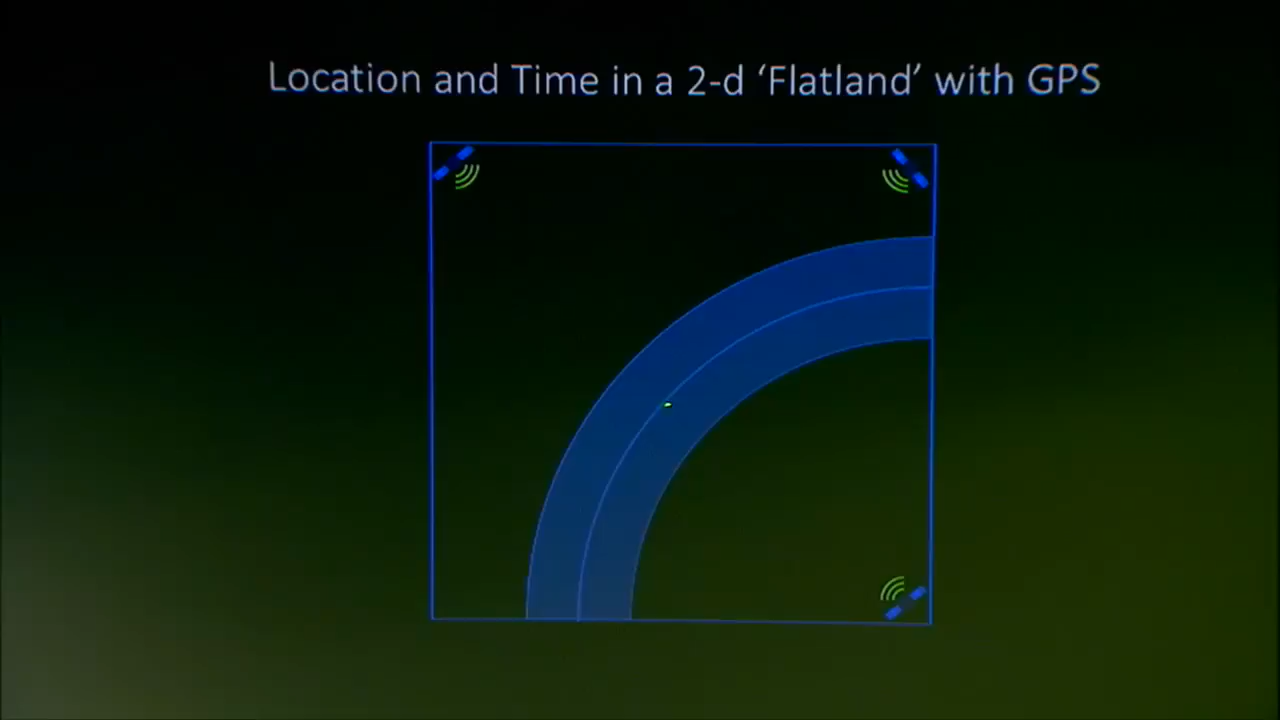 Location and Time in a 2-d ‘Flatland’ with GPS